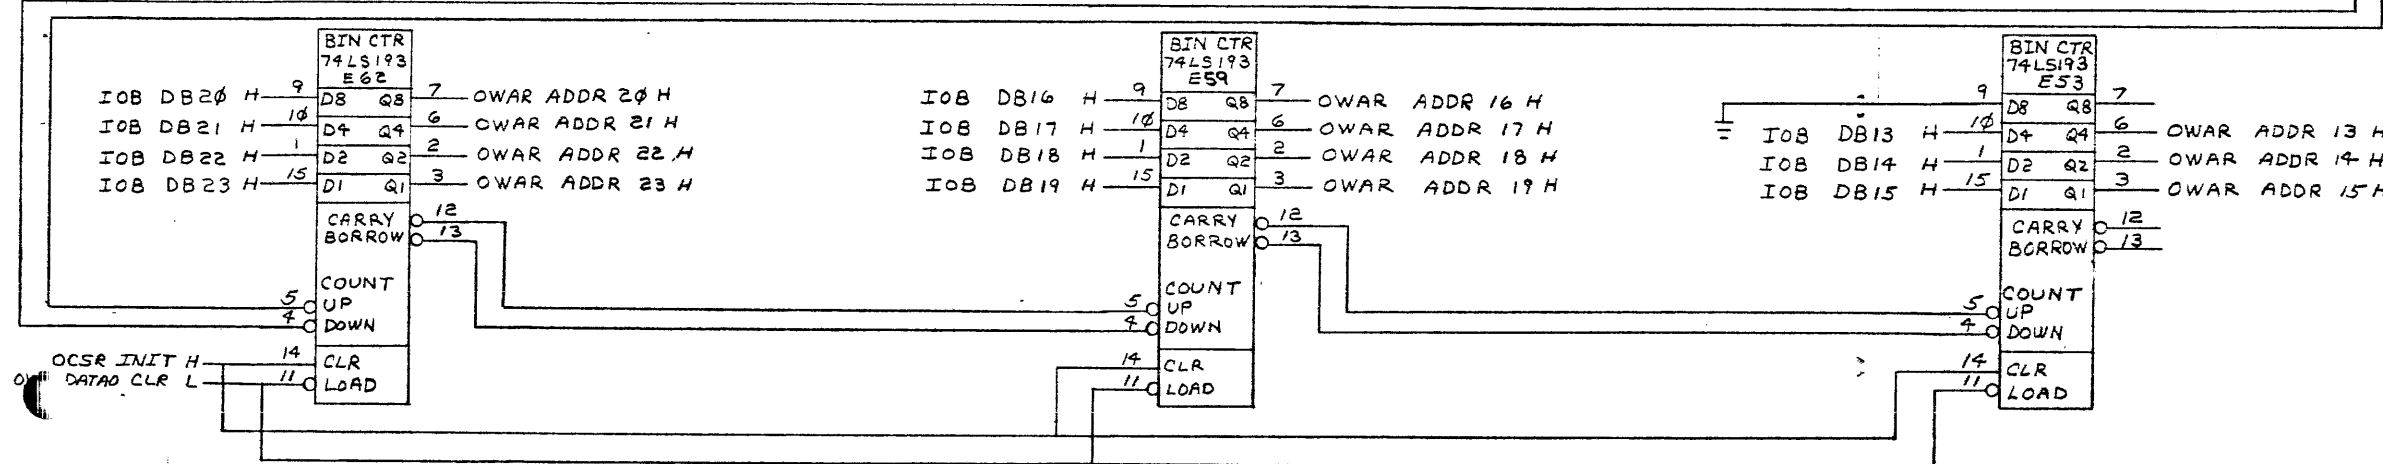 BIN CTR
74LS193
E62
IOB DB2Ø H 9 D8 Q8 7 OWAR ADDR 2Ø H
IOB DB21 H 1Ø D4 Q4 6 OWAR ADDR 21 H
IOB DB22 H 1 D2 Q2 2 OWAR ADDR 22 H
IOB DB23 H 15 D1 Q1 3 OWAR ADDR 23 H
CARRY 12
BORROW 13
COUNT
5 UP
4 DOWN
OCSR INIT H 14 CLR
DATAO CLR L 11 LOAD
BIN CTR
74LS193
E59
IOB DB16 H 9 D8 Q8 7 OWAR ADDR 16 H
IOB DB17 H 1Ø D4 Q4 6 OWAR ADDR 17 H
IOB DB18 H 1 D2 Q2 2 OWAR ADDR 18 H
IOB DB19 H 15 D1 Q1 3 OWAR ADDR 19 H
CARRY 12
BORROW 13
COUNT
5 UP
4 DOWN
14 CLR
11 LOAD
BIN CTR
74LS193
E53
9 D8 Q8 7
IOB DB13 H 1Ø D4 Q4 6 OWAR ADDR 13 H
IOB DB14 H 1 D2 Q2 2 OWAR ADDR 14 H
IOB DB15 H 15 D1 Q1 3 OWAR ADDR 15 H
CARRY 12
BORROW 13
COUNT
5 UP
4 DOWN
14 CLR
11 LOAD